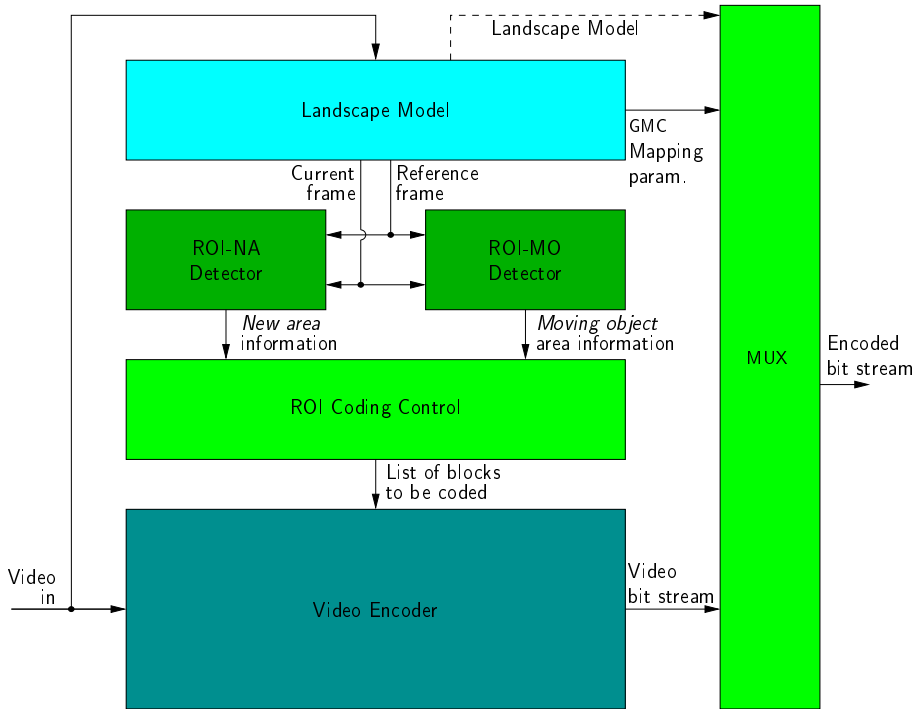 Landscape Model
Landscape Model
GMC
Mapping
param.
Current
frame
Reference
frame
ROI-NA
Detector
ROI-MO
Detector
New area
information
Moving object
area information
MUX
Encoded
bit stream
ROI Coding Control
List of blocks
to be coded
Video
in
Video Encoder
Video
bit stream